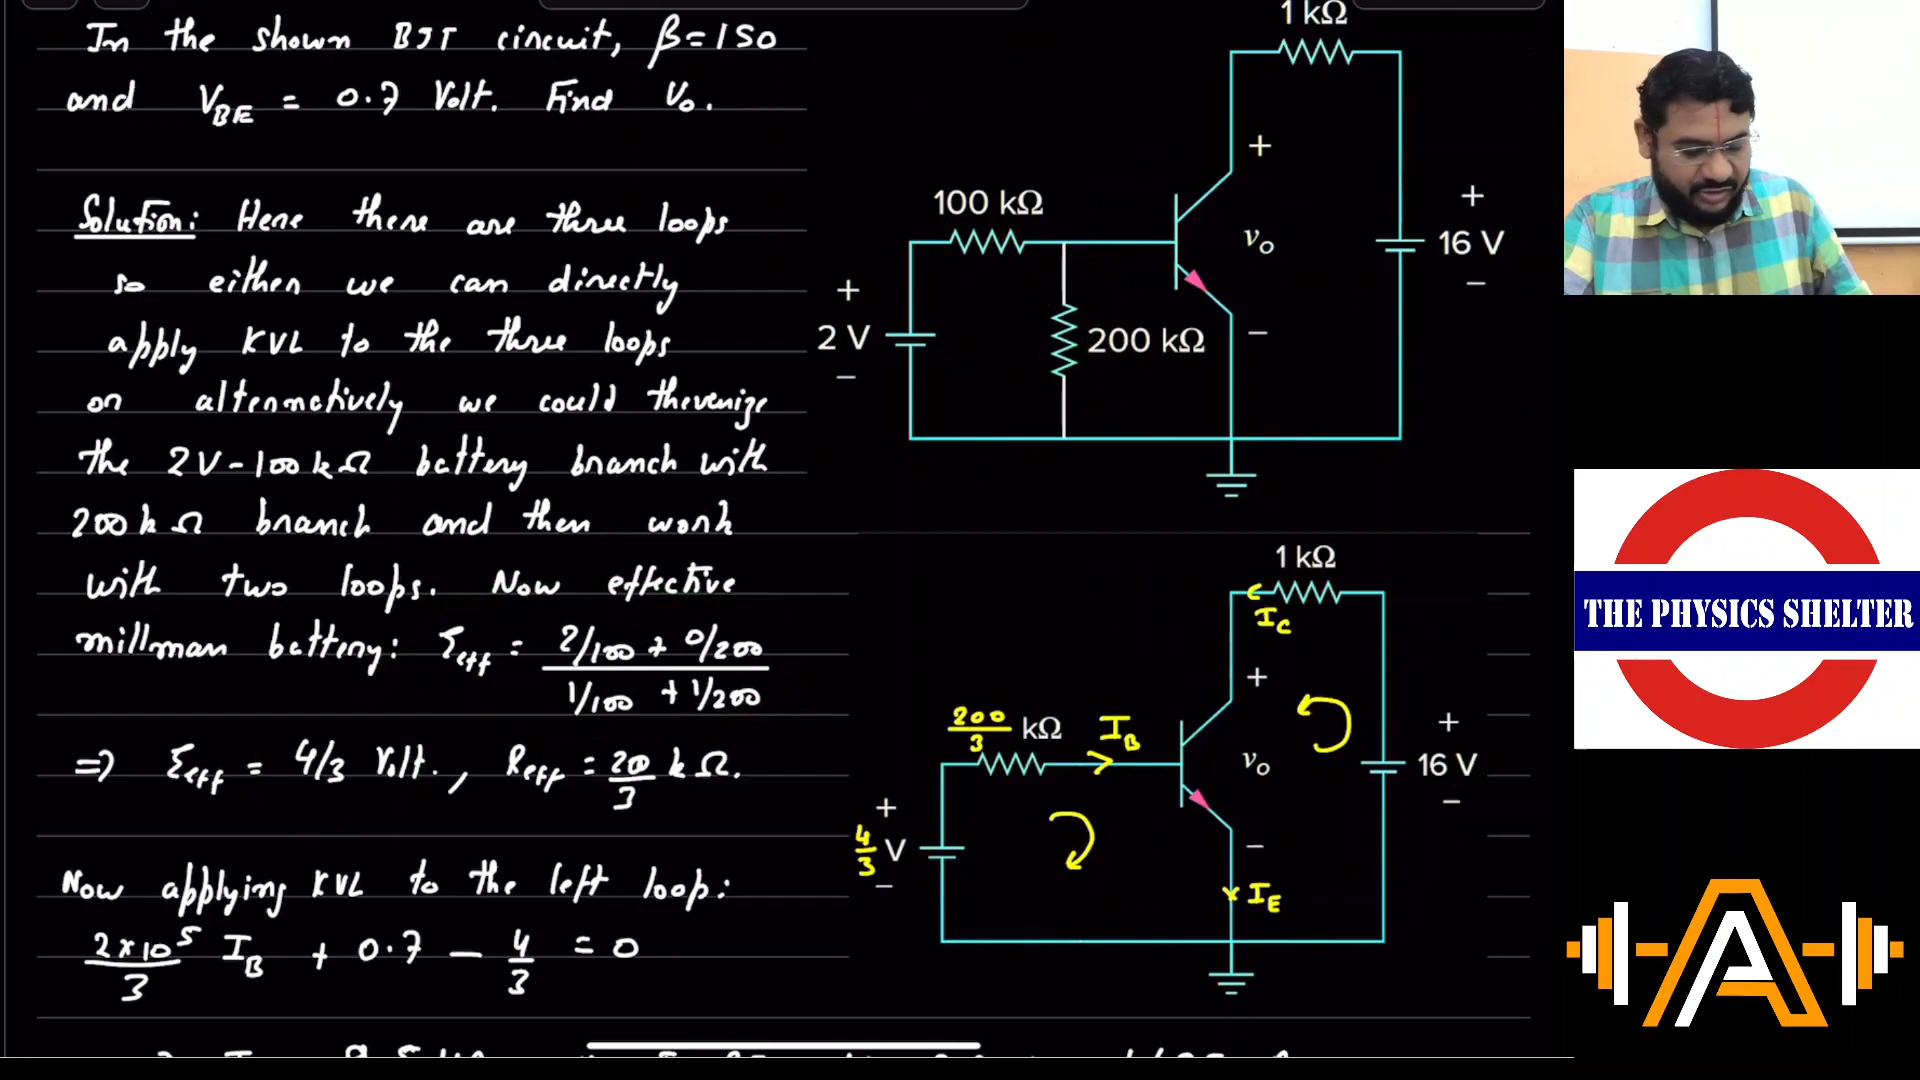 In the shown BJT circuit, β=150
and V_BE = 0.7 Volt. Find V₀.
Solution: Here there are three loops
so either we can directly
apply KVL to the three loops
or alternatively we could thevenize
the 2V-100kΩ battery branch with
200kΩ branch and then work
with two loops. Now effective
millman battery: Σeff = 2/100 + 0/200
1/100 + 1/200
=> Σeff = 4/3 Volt., Reff = 200/3 kΩ.
Now applying KVL to the left loop:
2×10⁵/3 I_B + 0.7 - 4/3 = 0
1 kΩ
+
100 kΩ
+
vo
16 V
+
−
2 V
200 kΩ
−
−
1 kΩ
I_C
+
200/3 kΩ
I_B
+
vo
16 V
+
−
4/3 V
−
−
I_E
THE PHYSICS SHELTER
A